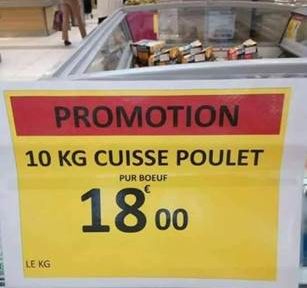 PROMOTION
10 KG CUISSE POULET
PUR BOEUF
18€00
LE KG